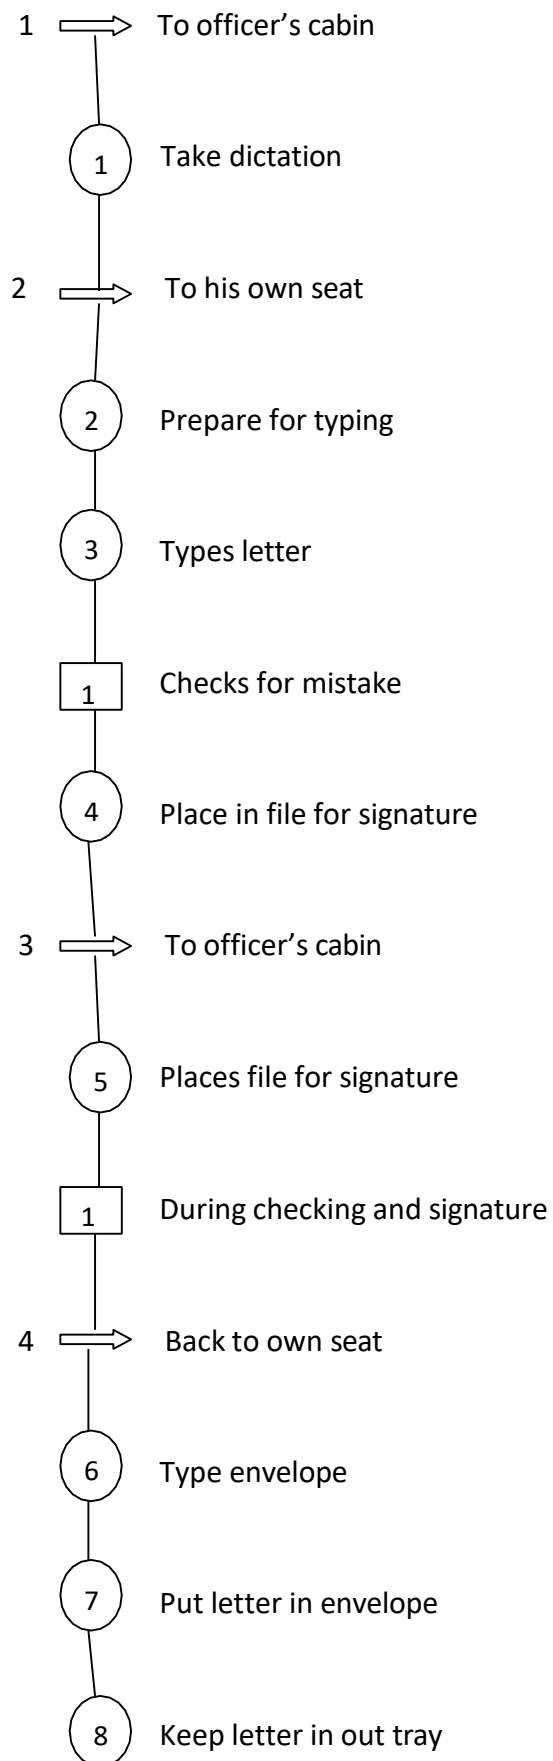 1 To officer’s cabin
1 Take dictation
2 To his own seat
2 Prepare for typing
3 Types letter
1 Checks for mistake
4 Place in file for signature
3 To officer’s cabin
5 Places file for signature
1 During checking and signature
4 Back to own seat
6 Type envelope
7 Put letter in envelope
8 Keep letter in out tray